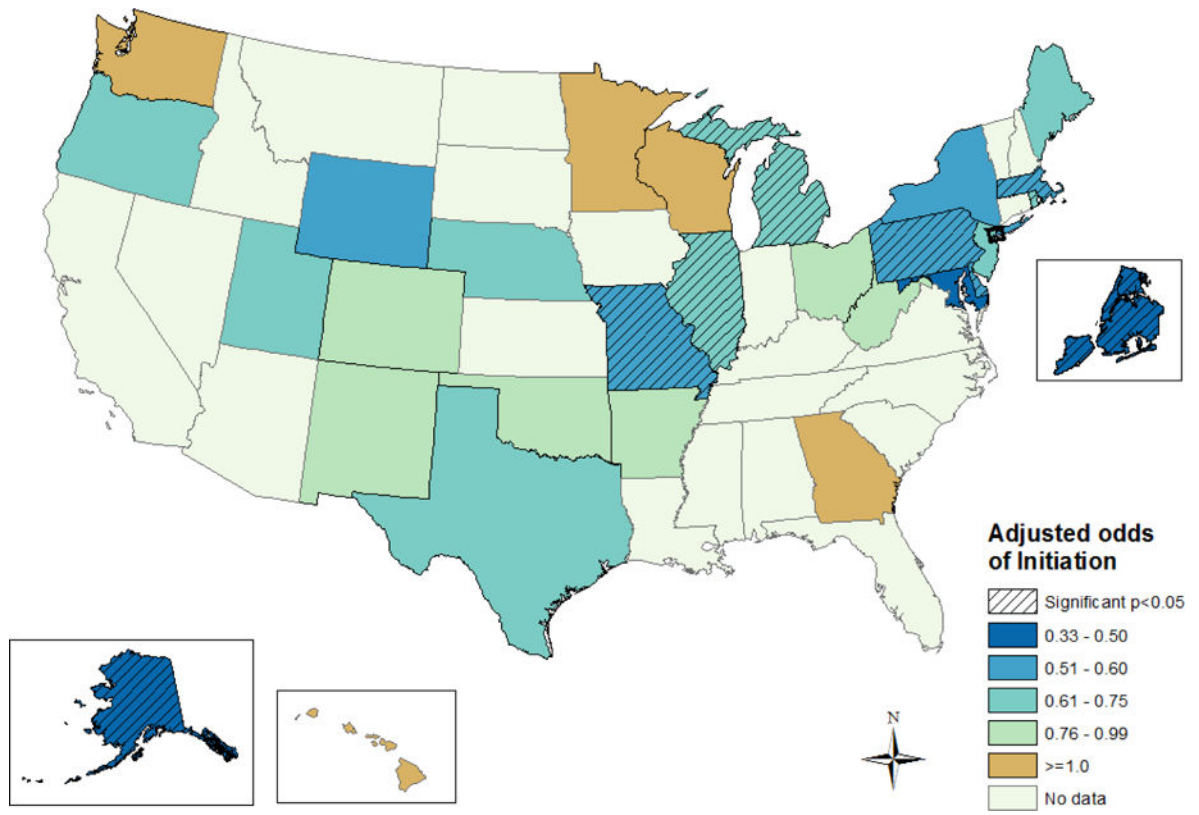 Adjusted odds
of Initiation
Significant p<0.05
0.33 - 0.50
0.51 - 0.60
0.61 - 0.75
0.76 - 0.99
>=1.0
No data
N